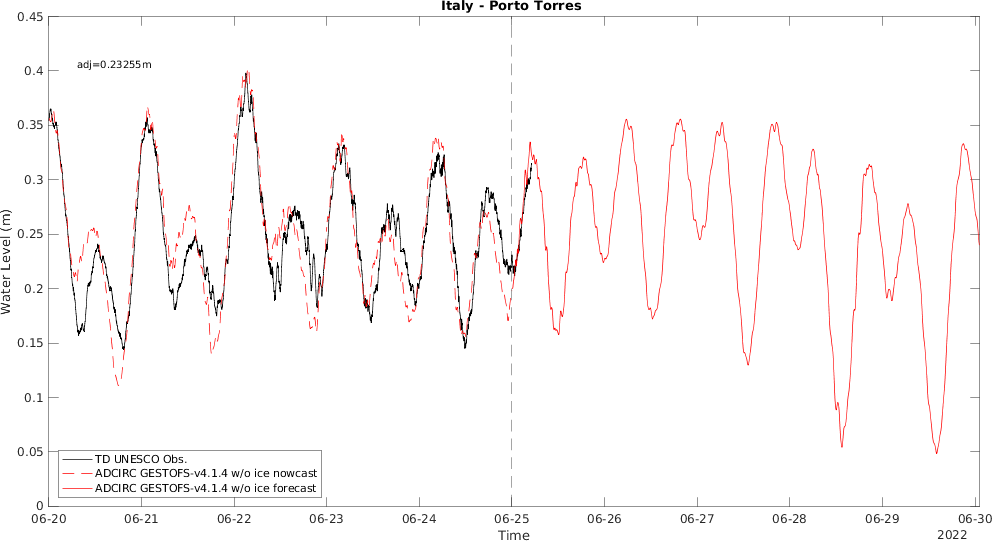 Italy - Porto Torres
0.45
0.4
0.35
0.3
0.25
0.2
0.15
0.1
0.05
0
Water Level (m)
adj=0.23255m
TD UNESCO Obs.
ADCIRC GESTOFS-v4.1.4 w/o ice nowcast
ADCIRC GESTOFS-v4.1.4 w/o ice forecast
06-20 06-21 06-22 06-23 06-24 06-25 06-26 06-27 06-28 06-29 06-30
Time
2022